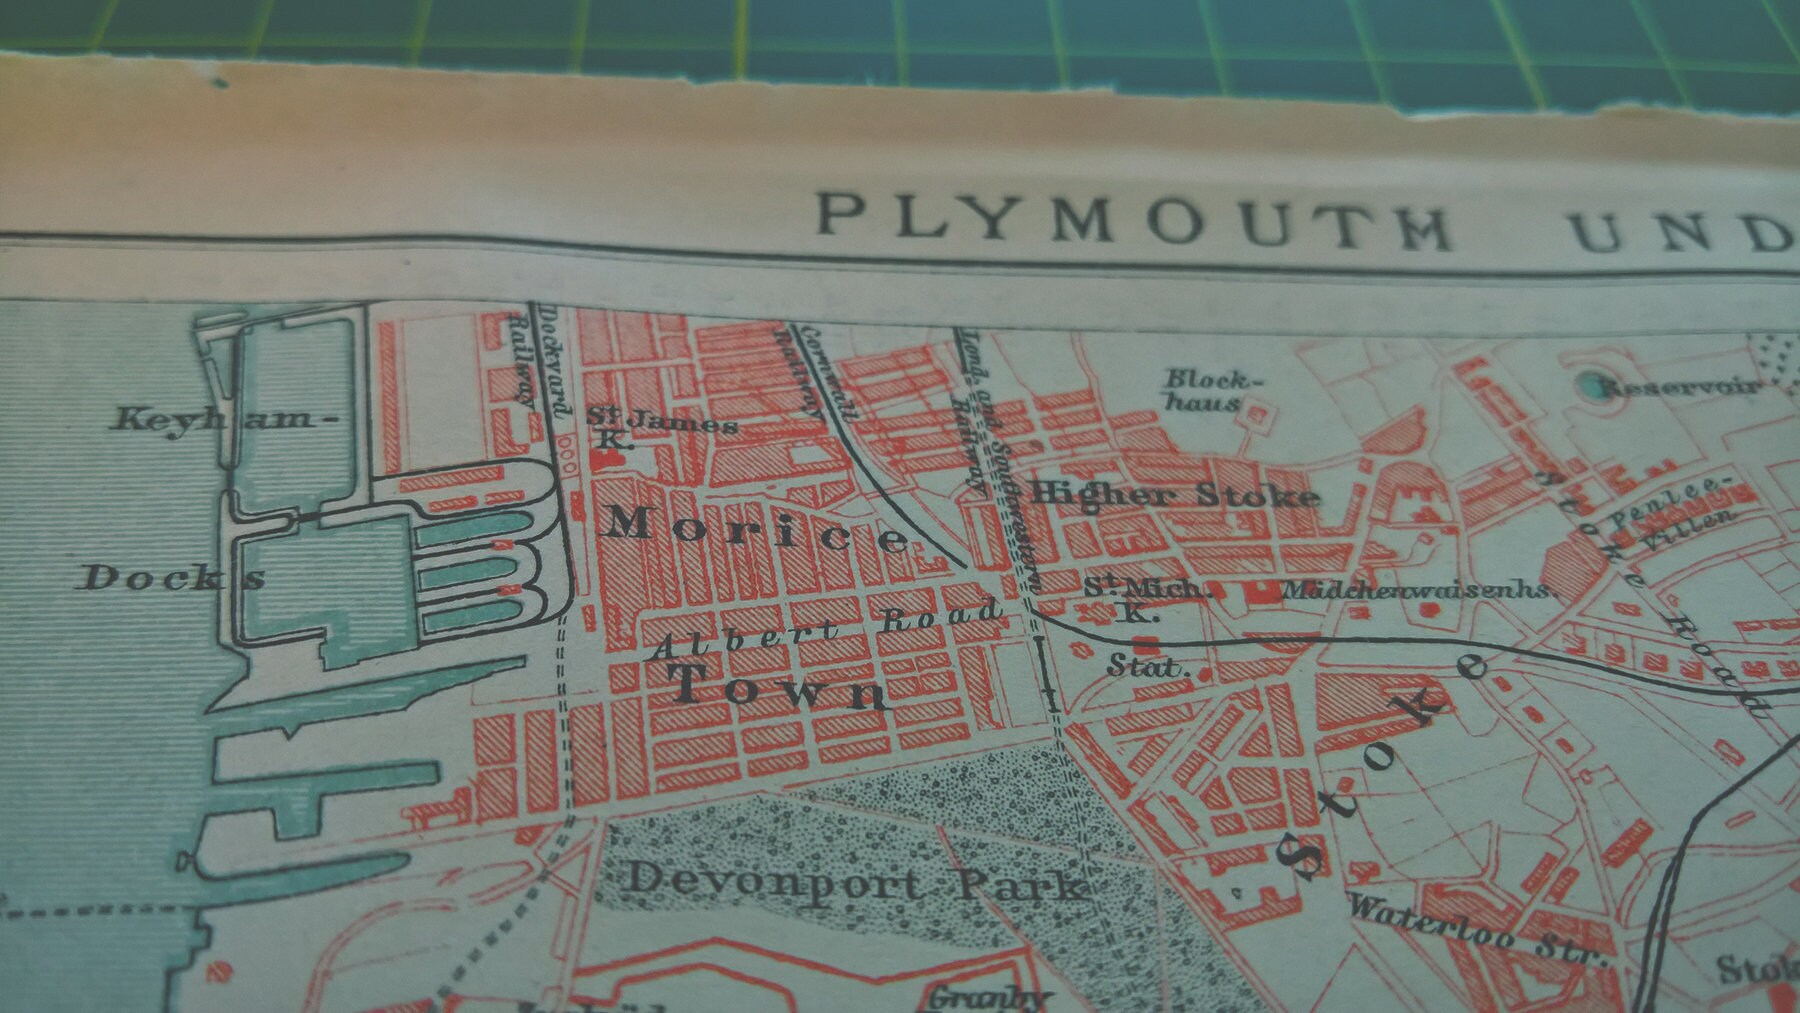 PLYMOUTH UND
Dockyard
Railway
Cornwall
Railway
Lond. and Southwestern
Railway
Block-
haus
Reservoir
Keyham-
Docks
St. James
K.
Higher Stoke
Penlee-
Villen
Stoke Road
Morice
Town
Albert Road
St. Mich.
K.
Mädchenwaisenhs.
Stat.
Stoke
Devonport Park
Waterloo Str.
Granby